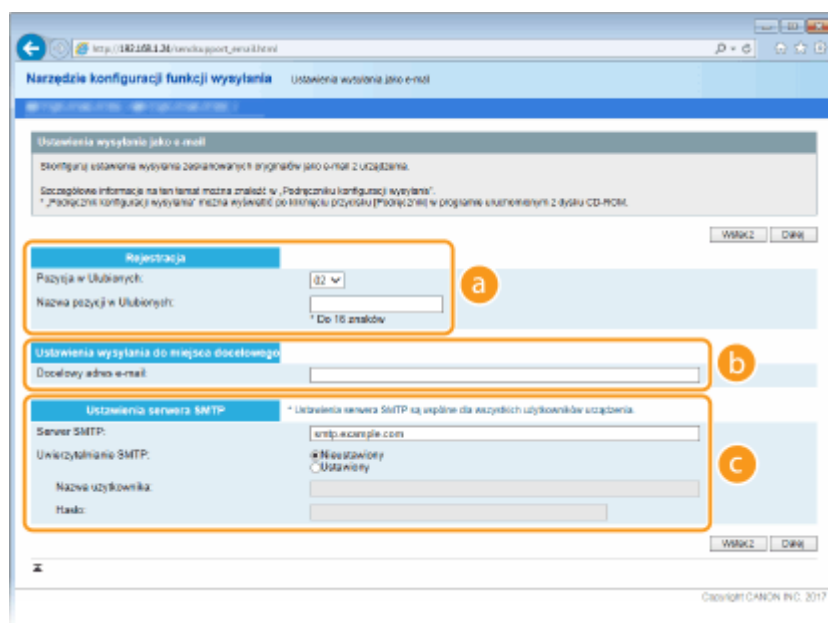 http://192.168.1.24/sendsupport_email.html
Narzędzie konfiguracji funkcji wysyłania Ustawienia wysyłania jako e-mail
Ustawienia wysyłania jako e-mail
Skonfiguruj ustawienia wysyłania zeskanowanych oryginałów jako e-mail z urządzenia.
Szczegółowe informacje na ten temat można znaleźć w „Podręczniku konfiguracji wysyłania”.
* „Podręcznik konfiguracji wysyłania” można wyświetlić po kliknięciu przycisku [Podręcznik] w programie uruchomionym z dysku CD-ROM.
Wstecz Dalej
Rejestracja
Pozycja w Ulubionych: 02
a
Nazwa pozycji w Ulubionych:
* Do 16 znaków
Ustawienia wysyłania do miejsca docelowego
b
Docelowy adres e-mail:
Ustawienia serwera SMTP * Ustawienia serwera SMTP są wspólne dla wszystkich użytkowników urządzenia.
Serwer SMTP: smtp.example.com
Uwierzytelnianie SMTP: Nieustawiony
c
Ustawiony
Nazwa użytkownika:
Hasło:
Wstecz Dalej
Copyright CANON INC. 2017